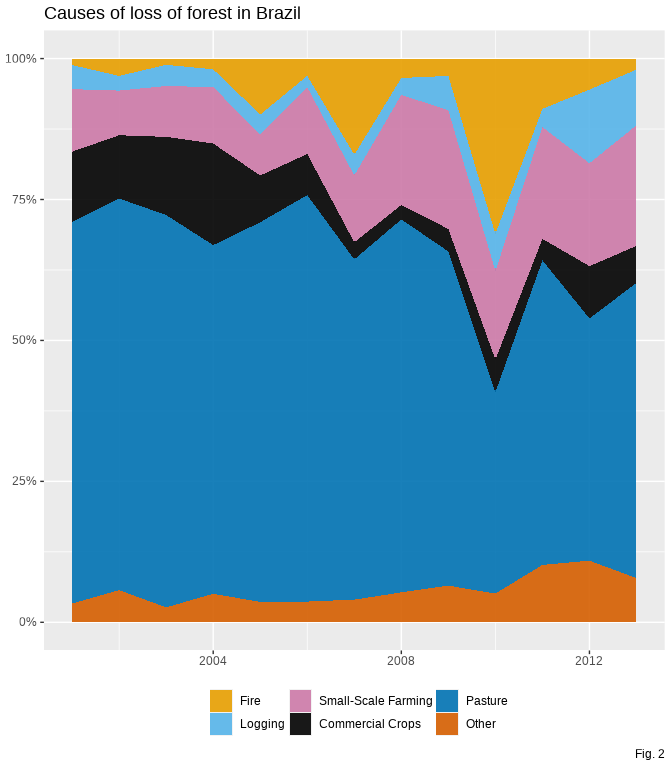 Causes of loss of forest in Brazil
100%
75%
50%
25%
0%
2004 2008 2012
Fire Small-Scale Farming Pasture
Logging Commercial Crops Other
Fig. 2